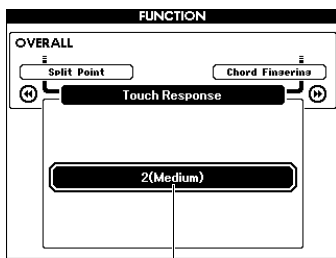 FUNCTION
OVERALL
Split Point
Chord Fingering
Touch Response
2(Medium)